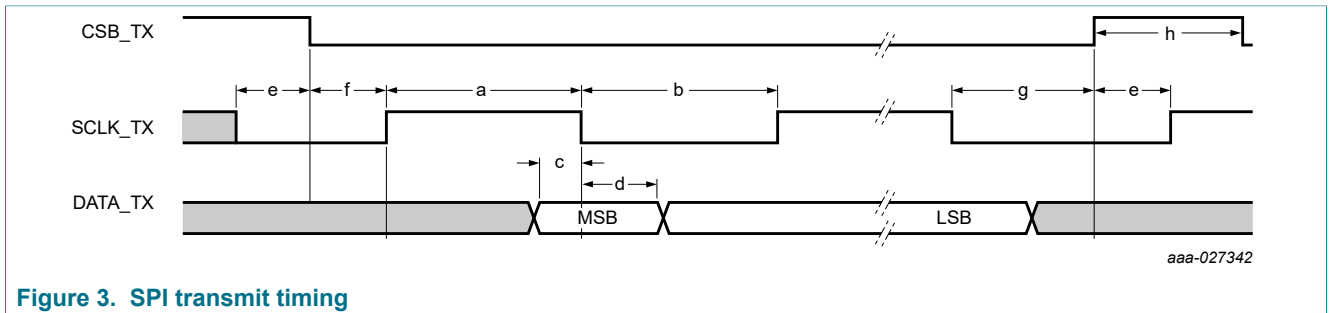 CSB_TX
h
e f a b g e
SCLK_TX
c
d
DATA_TX
MSB LSB
aaa-027342
Figure 3. SPI transmit timing